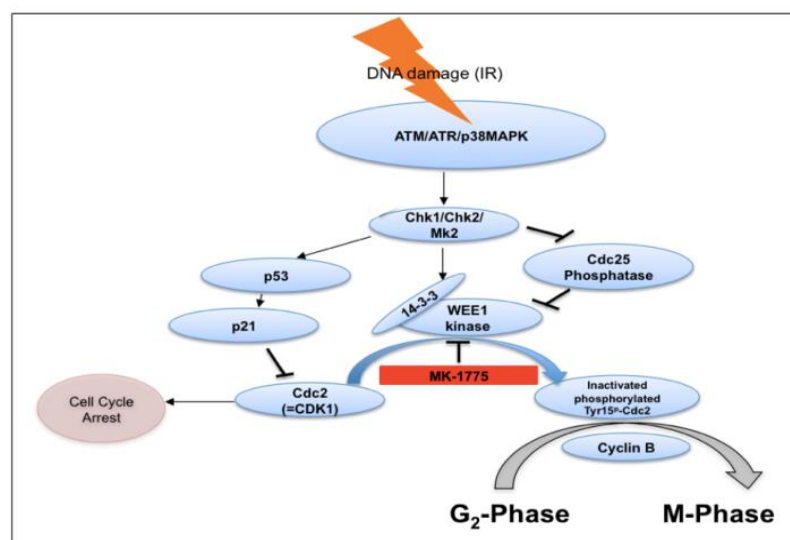 DNA damage (IR)
ATM/ATR/p38MAPK
Chk1/Chk2/
Mk2
Cdc25
Phosphatase
p53
14-3-3
WEE1
kinase
p21
MK-1775
Cell Cycle
Arrest
Cdc2
(=CDK1)
Inactivated
phosphorylated
Tyr15ᵖ-Cdc2
Cyclin B
G₂-Phase
M-Phase